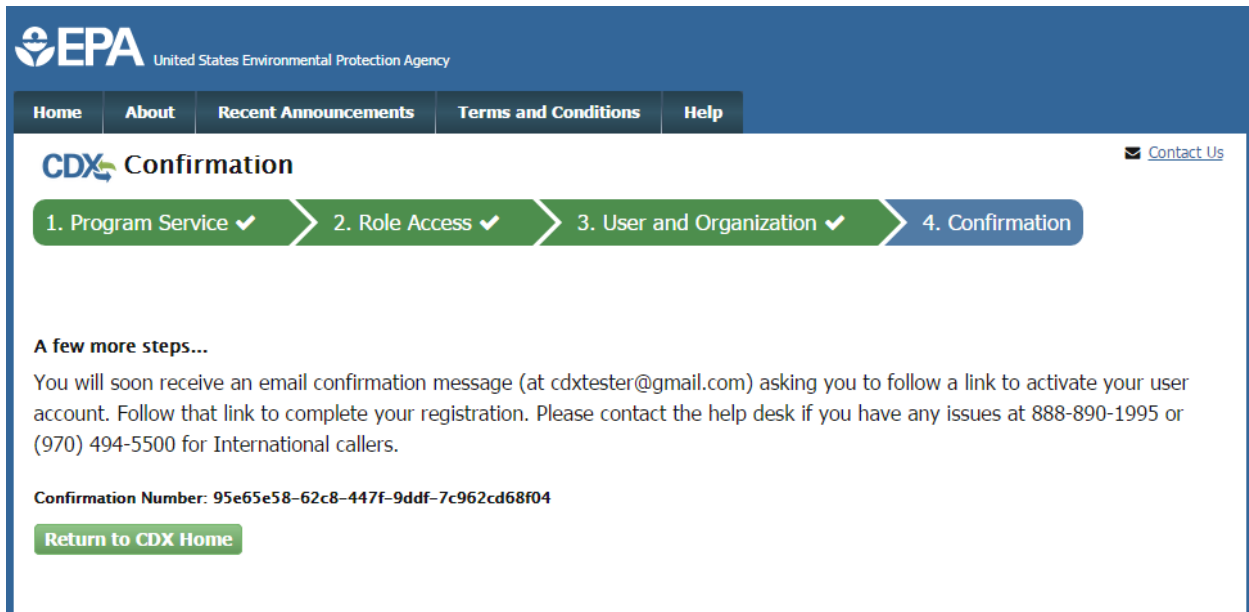 EPA United States Environmental Protection Agency
Home About Recent Announcements Terms and Conditions Help
CDX Confirmation
Contact Us
1. Program Service ✔ 2. Role Access ✔ 3. User and Organization ✔ 4. Confirmation
A few more steps...
You will soon receive an email confirmation message (at cdxtester@gmail.com) asking you to follow a link to activate your user
account. Follow that link to complete your registration. Please contact the help desk if you have any issues at 888-890-1995 or
(970) 494-5500 for International callers.
Confirmation Number: 95e65e58-62c8-447f-9ddf-7c962cd68f04
Return to CDX Home